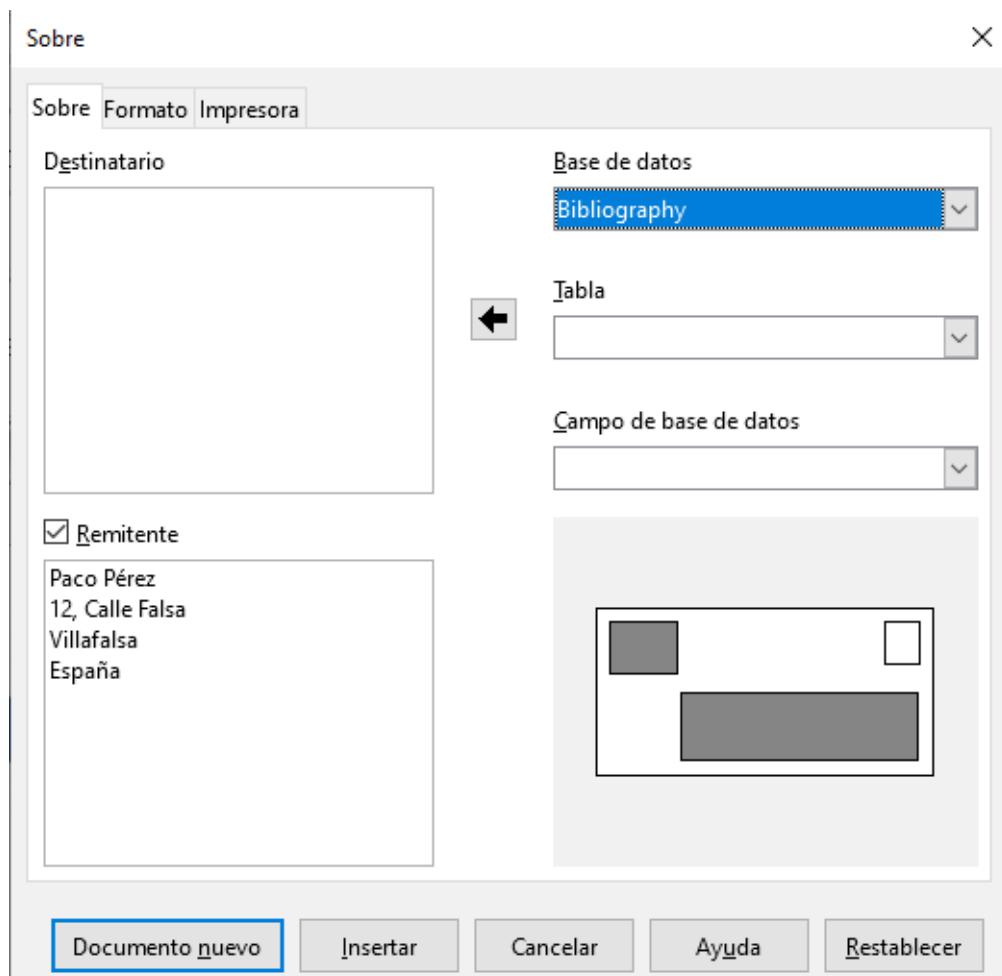 Sobre
Sobre Formato Impresora
Destinatario
Base de datos
Bibliography
Tabla
Campo de base de datos
Remitente
Paco Pérez
12, Calle Falsa
Villafalsa
España
Documento nuevo Insertar Cancelar Ayuda Restablecer